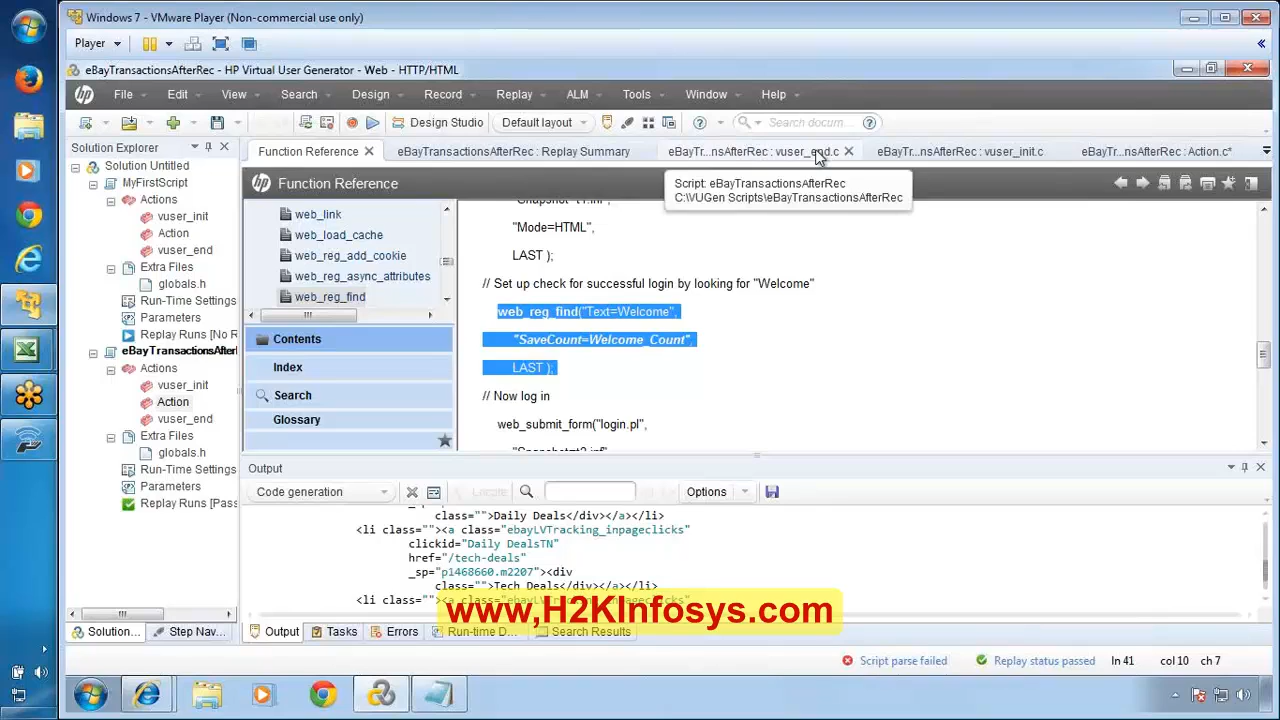 Windows 7 - VMware Player (Non-commercial use only)
Player
eBayTransactionsAfterRec - HP Virtual User Generator - Web - HTTP/HTML
hp File Edit View Search Design Record Replay ALM Tools Window Help
Design Studio Default layout Search docum...
Solution Explorer
Function Reference eBayTransactionsAfterRec : Replay Summary eBayTr...nsAfterRec : vuser_end.c eBayTr...nsAfterRec : vuser_init.c eBayTr...nsAfterRec : Action.c*
Solution Untitled
MyFirstScript
Actions
vuser_init
Action
vuser_end
Extra Files
globals.h
Run-Time Settings
Parameters
Replay Runs [No R
eBayTransactionsAfterl
Actions
vuser_init
Action
vuser_end
Extra Files
globals.h
Run-Time Settings
Parameters
Replay Runs [Pass
Solution... Step Nav...
hp Function Reference
Script: eBayTransactionsAfterRec
C:\VUGen Scripts\eBayTransactionsAfterRec
web_link
web_load_cache
web_reg_add_cookie
web_reg_async_attributes
web_reg_find
Contents
Index
Search
Glossary
"Mode=HTML",
LAST );
// Set up check for successful login by looking for "Welcome"
web_reg_find("Text=Welcome",
"SaveCount=Welcome_Count",
LAST );
// Now log in
web_submit_form("login.pl",
Output
Code generation Locate Options
class="">Daily Deals</div></a></li>
<li class=""><a class="ebayLVTracking_inpageclicks"
clickid="Daily DealsTN"
href="/tech-deals"
_sp="p1468660.m2207"><div
class="">Tech Deals</div></a></li>
<li class=""><a class="ebayLV
www,H2KInfosys.com
Output Tasks Errors Run-time D... Search Results
Script parse failed Replay status passed ln 41 col 10 ch 7